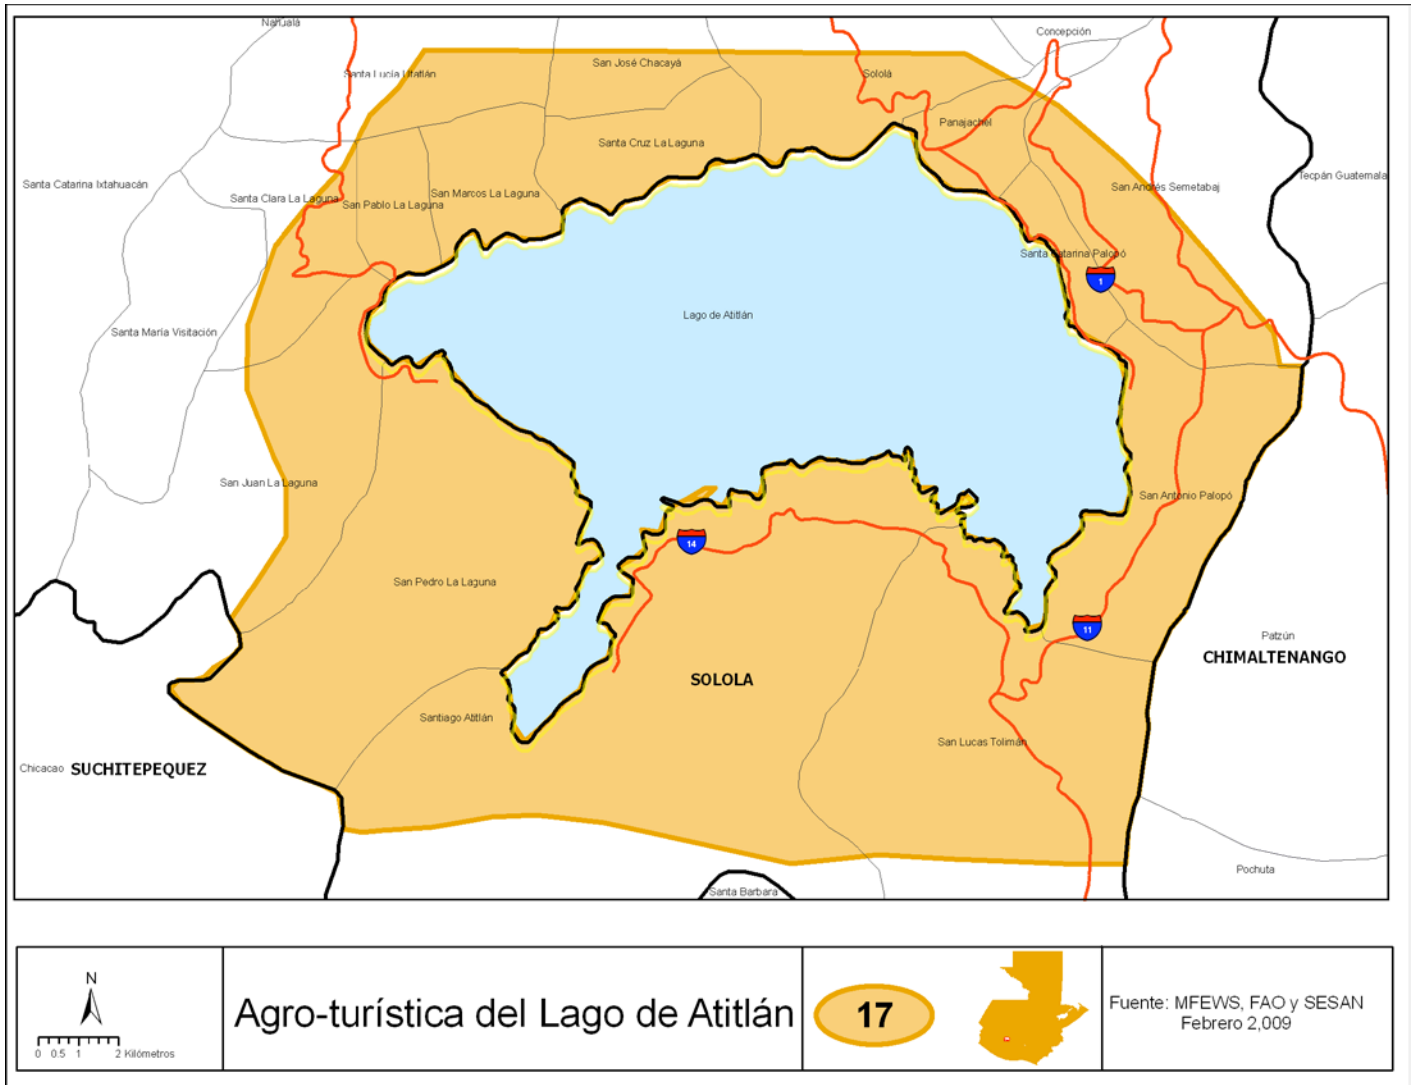 Nahualá
Concepción
Santa Lucía Utatlán
San José Chacayá
Sololá
Panajachel
Santa Cruz La Laguna
Tecpán Guatemala
Santa Catarina Ixtahuacán
San Andrés Semetabaj
San Marcos La Laguna
Santa Clara La Laguna
San Pablo La Laguna
Santa Catarina Palopó
1
Lago de Atitlán
Santa María Visitación
San Juan La Laguna
San Antonio Palopó
14
San Pedro La Laguna
11
Patzún
CHIMALTENANGO
SOLOLA
Santiago Atitlán
San Lucas Tolimán
Chicacao
SUCHITEPEQUEZ
Pochuta
Santa Barbara
N
0 0.5 1 2 Kilómetros
Agro-turística del Lago de Atitlán
17
Fuente: MFEWS, FAO y SESAN
Febrero 2,009